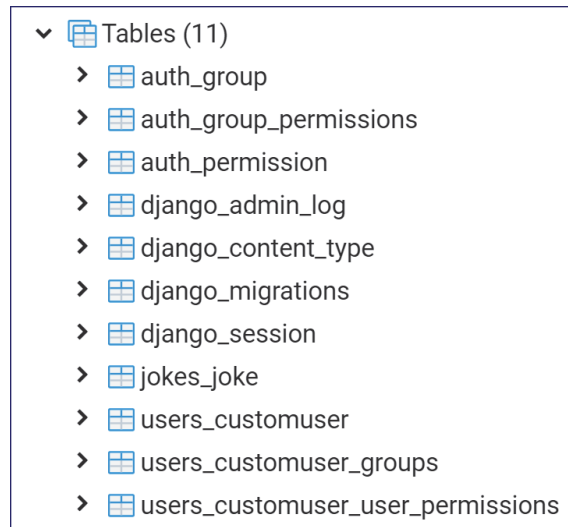 Tables (11)
auth_group
auth_group_permissions
auth_permission
django_admin_log
django_content_type
django_migrations
django_session
jokes_joke
users_customuser
users_customuser_groups
users_customuser_user_permissions